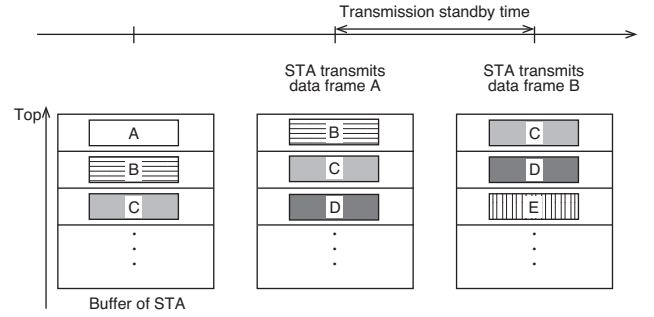 Transmission standby time
STA transmits
data frame A
STA transmits
data frame B
Top
A
B
C
B
C
D
C
D
E
Buffer of STA